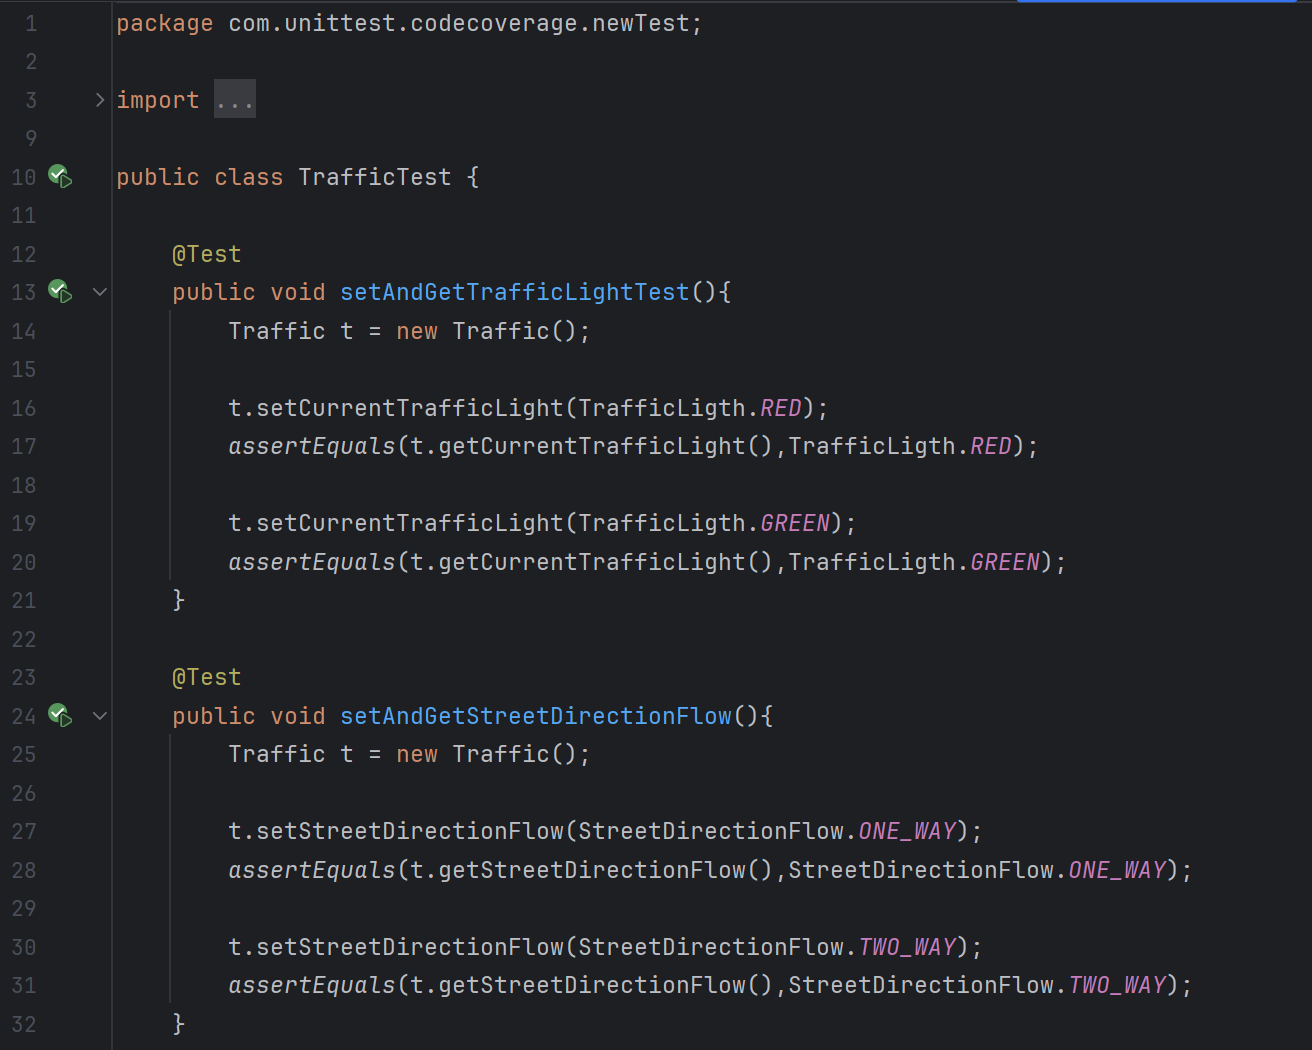 1 package com.unittest.codecoverage.newTest;
2
3 import ...
9
10 public class TrafficTest {
11
12 @Test
13 public void setAndGetTrafficLightTest(){
14 Traffic t = new Traffic();
15
16 t.setCurrentTrafficLight(TrafficLigth.RED);
17 assertEquals(t.getCurrentTrafficLight(),TrafficLigth.RED);
18
19 t.setCurrentTrafficLight(TrafficLigth.GREEN);
20 assertEquals(t.getCurrentTrafficLight(),TrafficLigth.GREEN);
21 }
22
23 @Test
24 public void setAndGetStreetDirectionFlow(){
25 Traffic t = new Traffic();
26
27 t.setStreetDirectionFlow(StreetDirectionFlow.ONE_WAY);
28 assertEquals(t.getStreetDirectionFlow(),StreetDirectionFlow.ONE_WAY);
29
30 t.setStreetDirectionFlow(StreetDirectionFlow.TWO_WAY);
31 assertEquals(t.getStreetDirectionFlow(),StreetDirectionFlow.TWO_WAY);
32 }